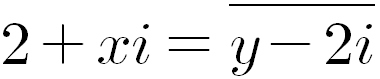 $2 + xi = \overline{y - 2i}$